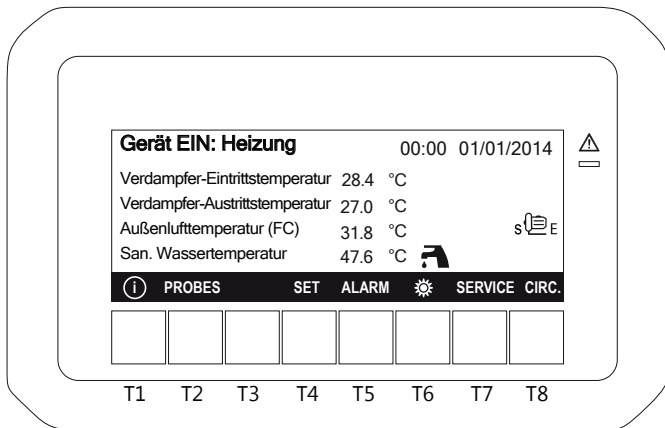 Gerät EIN: Heizung 00:00 01/01/2014
Verdampfer-Eintrittstemperatur 28.4 °C
Verdampfer-Austrittstemperatur 27.0 °C
Außenlufttemperatur (FC) 31.8 °C
S E
San. Wassertemperatur 47.6 °C
i PROBES SET ALARM SERVICE CIRC.
T1 T2 T3 T4 T5 T6 T7 T8